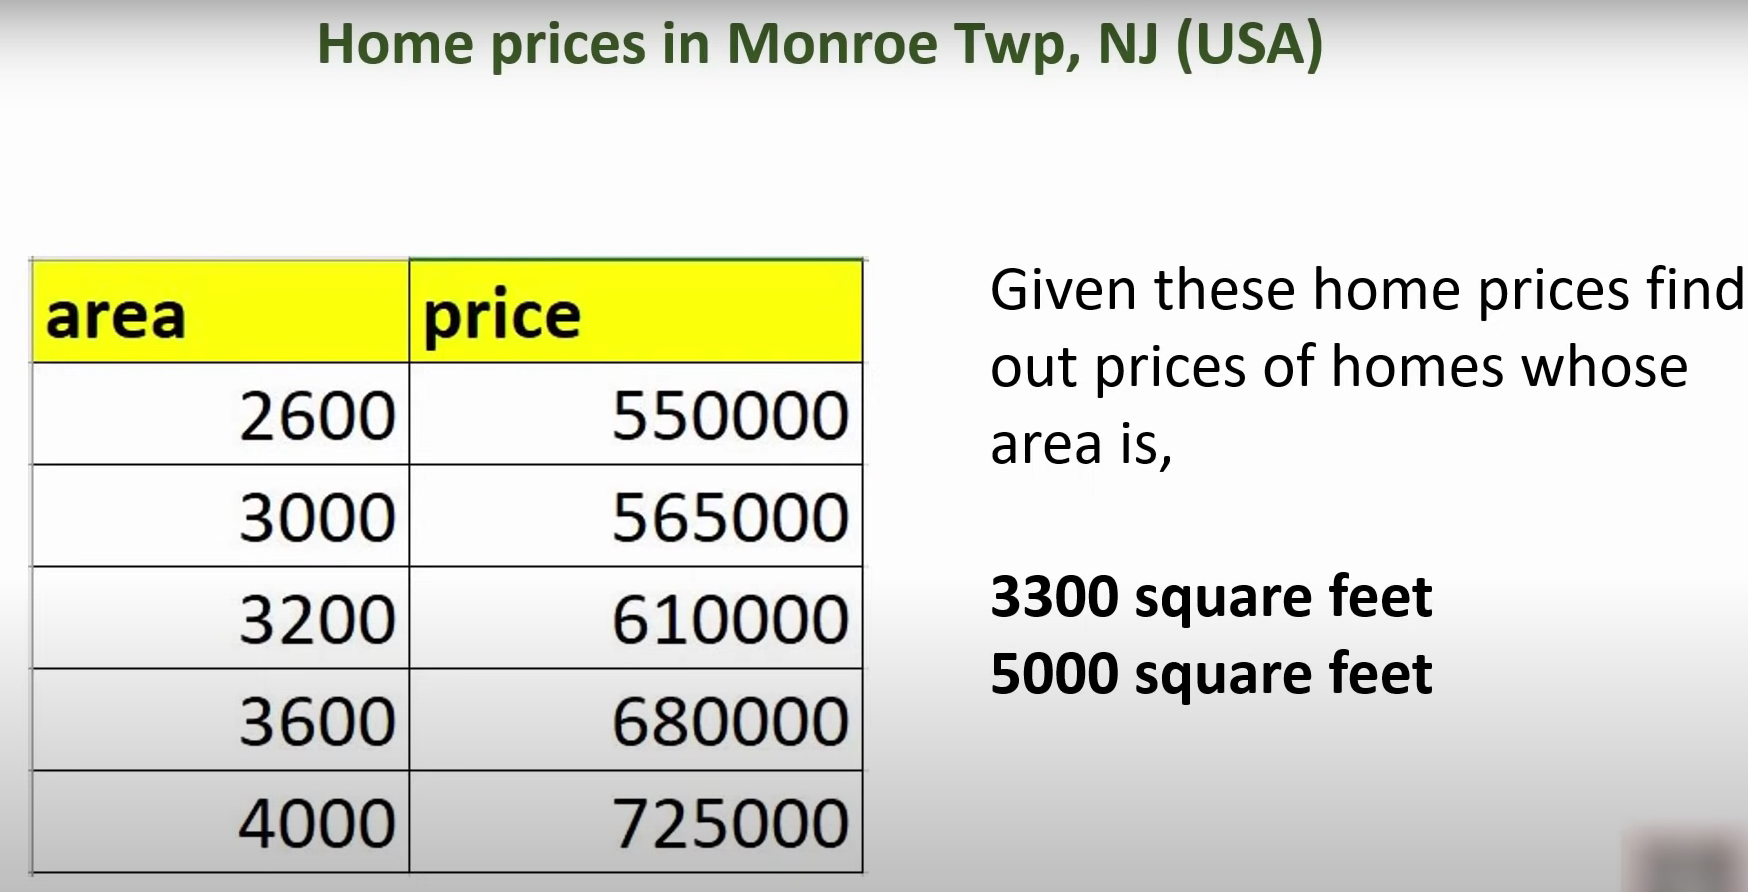 Home prices in Monroe Twp, NJ (USA)
area price
2600 550000
3000 565000
3200 610000
3600 680000
4000 725000
Given these home prices find
out prices of homes whose
area is,
3300 square feet
5000 square feet